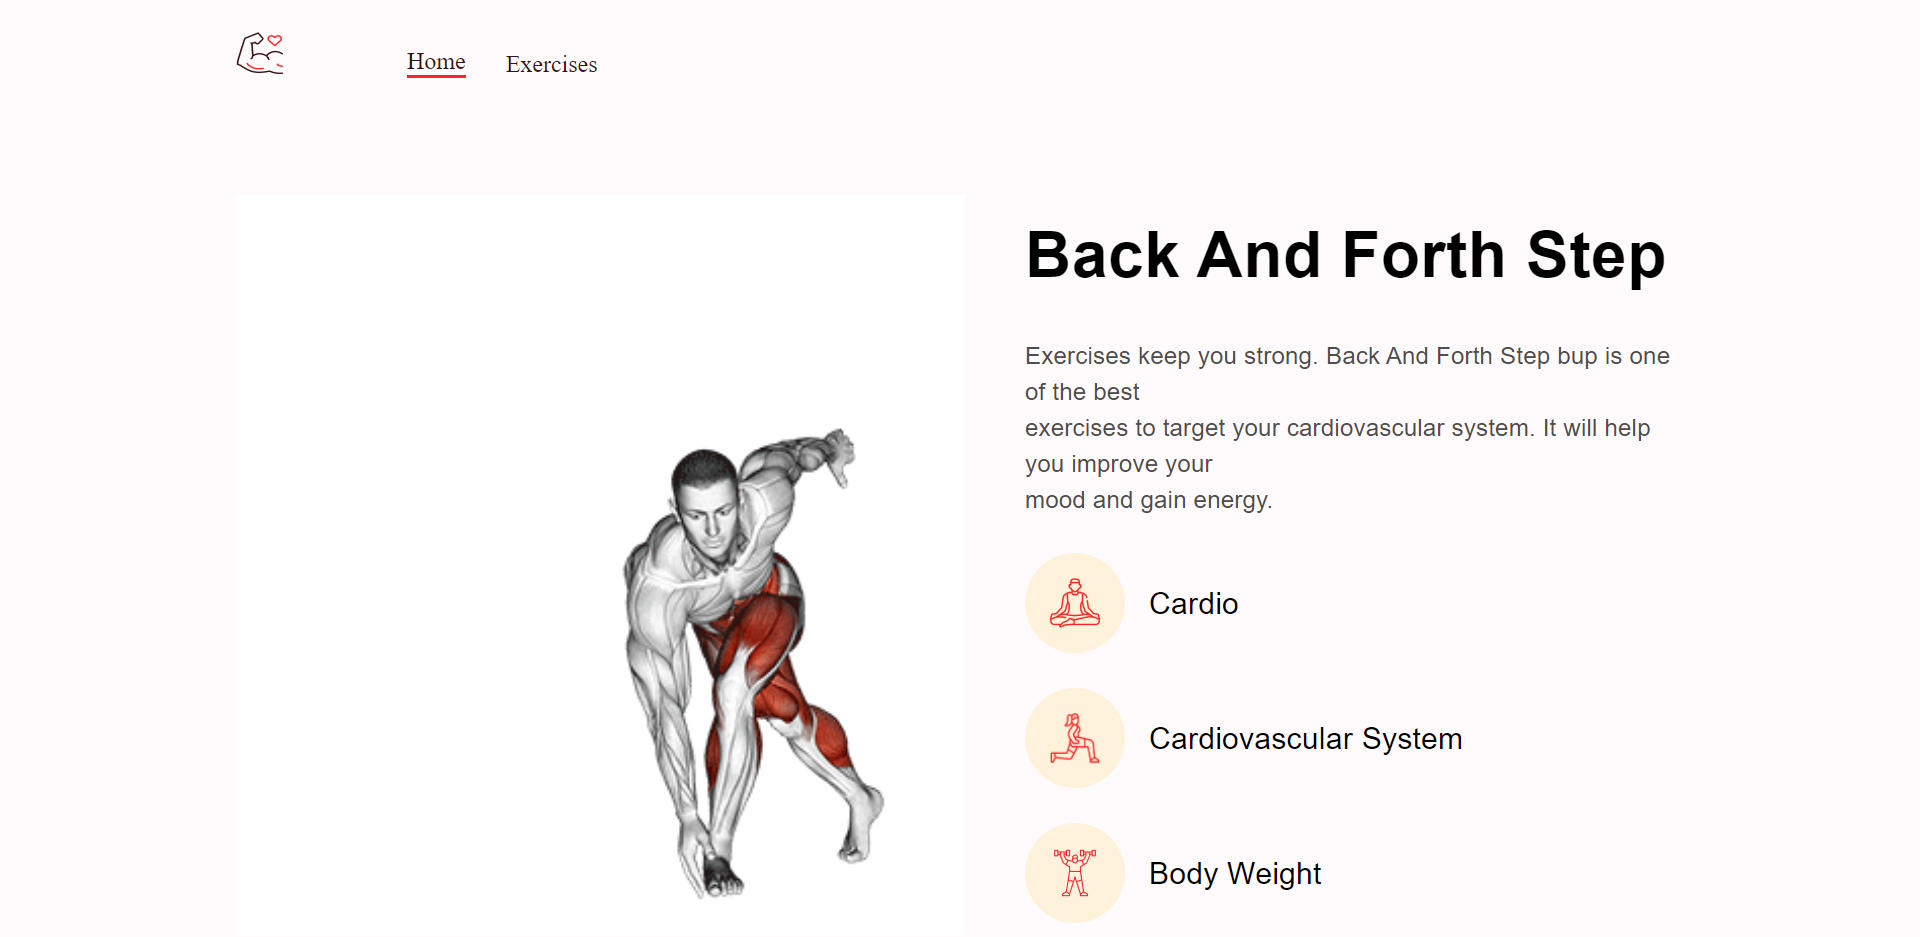 Home
Exercises
Back And Forth Step
Exercises keep you strong. Back And Forth Step bup is one
of the best
exercises to target your cardiovascular system. It will help
you improve your
mood and gain energy.
Cardio
Cardiovascular System
Body Weight